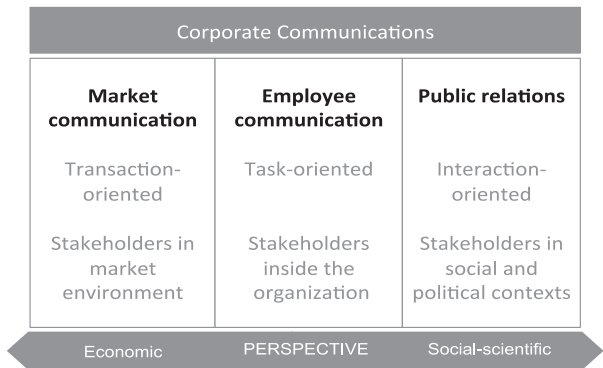 Corporate Communications
Market
communication
Transaction-
oriented
Stakeholders in
market
environment
Employee
communication
Task-oriented
Stakeholders
inside the
organization
Public relations
Interaction-
oriented
Stakeholders in
social and
political contexts
Economic
PERSPECTIVE
Social-scientific